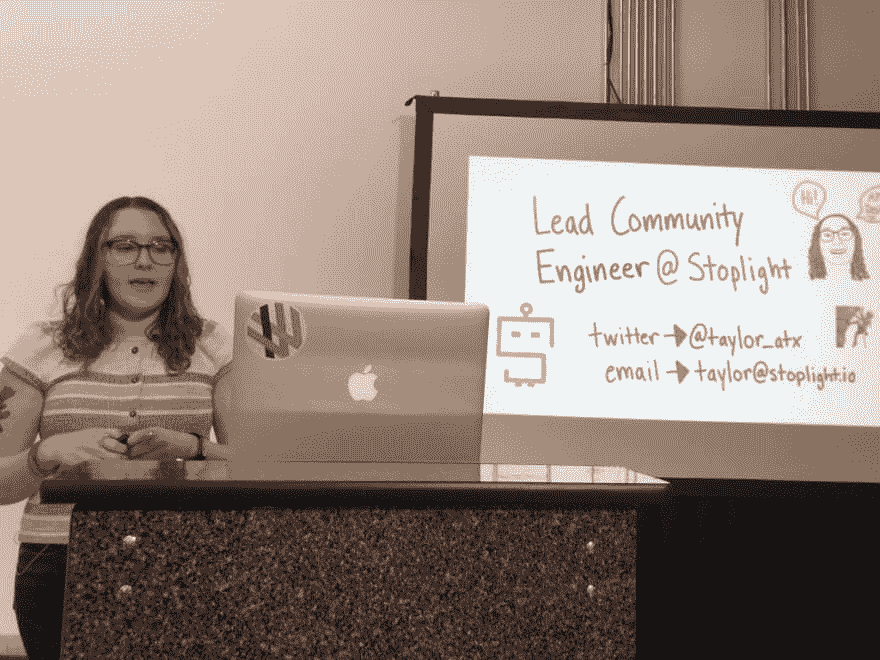 Hi!
Lead Community
Engineer @ Stoplight
twitter → @taylor_atx
email → taylor@stoplight.io